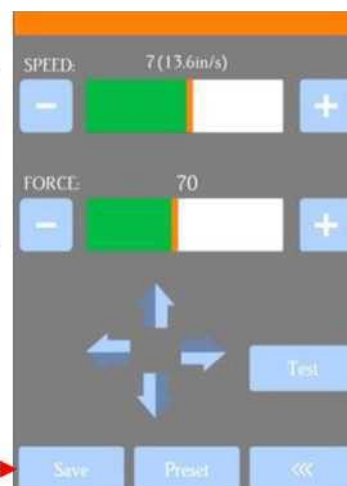 SPEED: 7(13.6in/s)
− +
FORCE: 70
− +
Test
Save Preset <<<